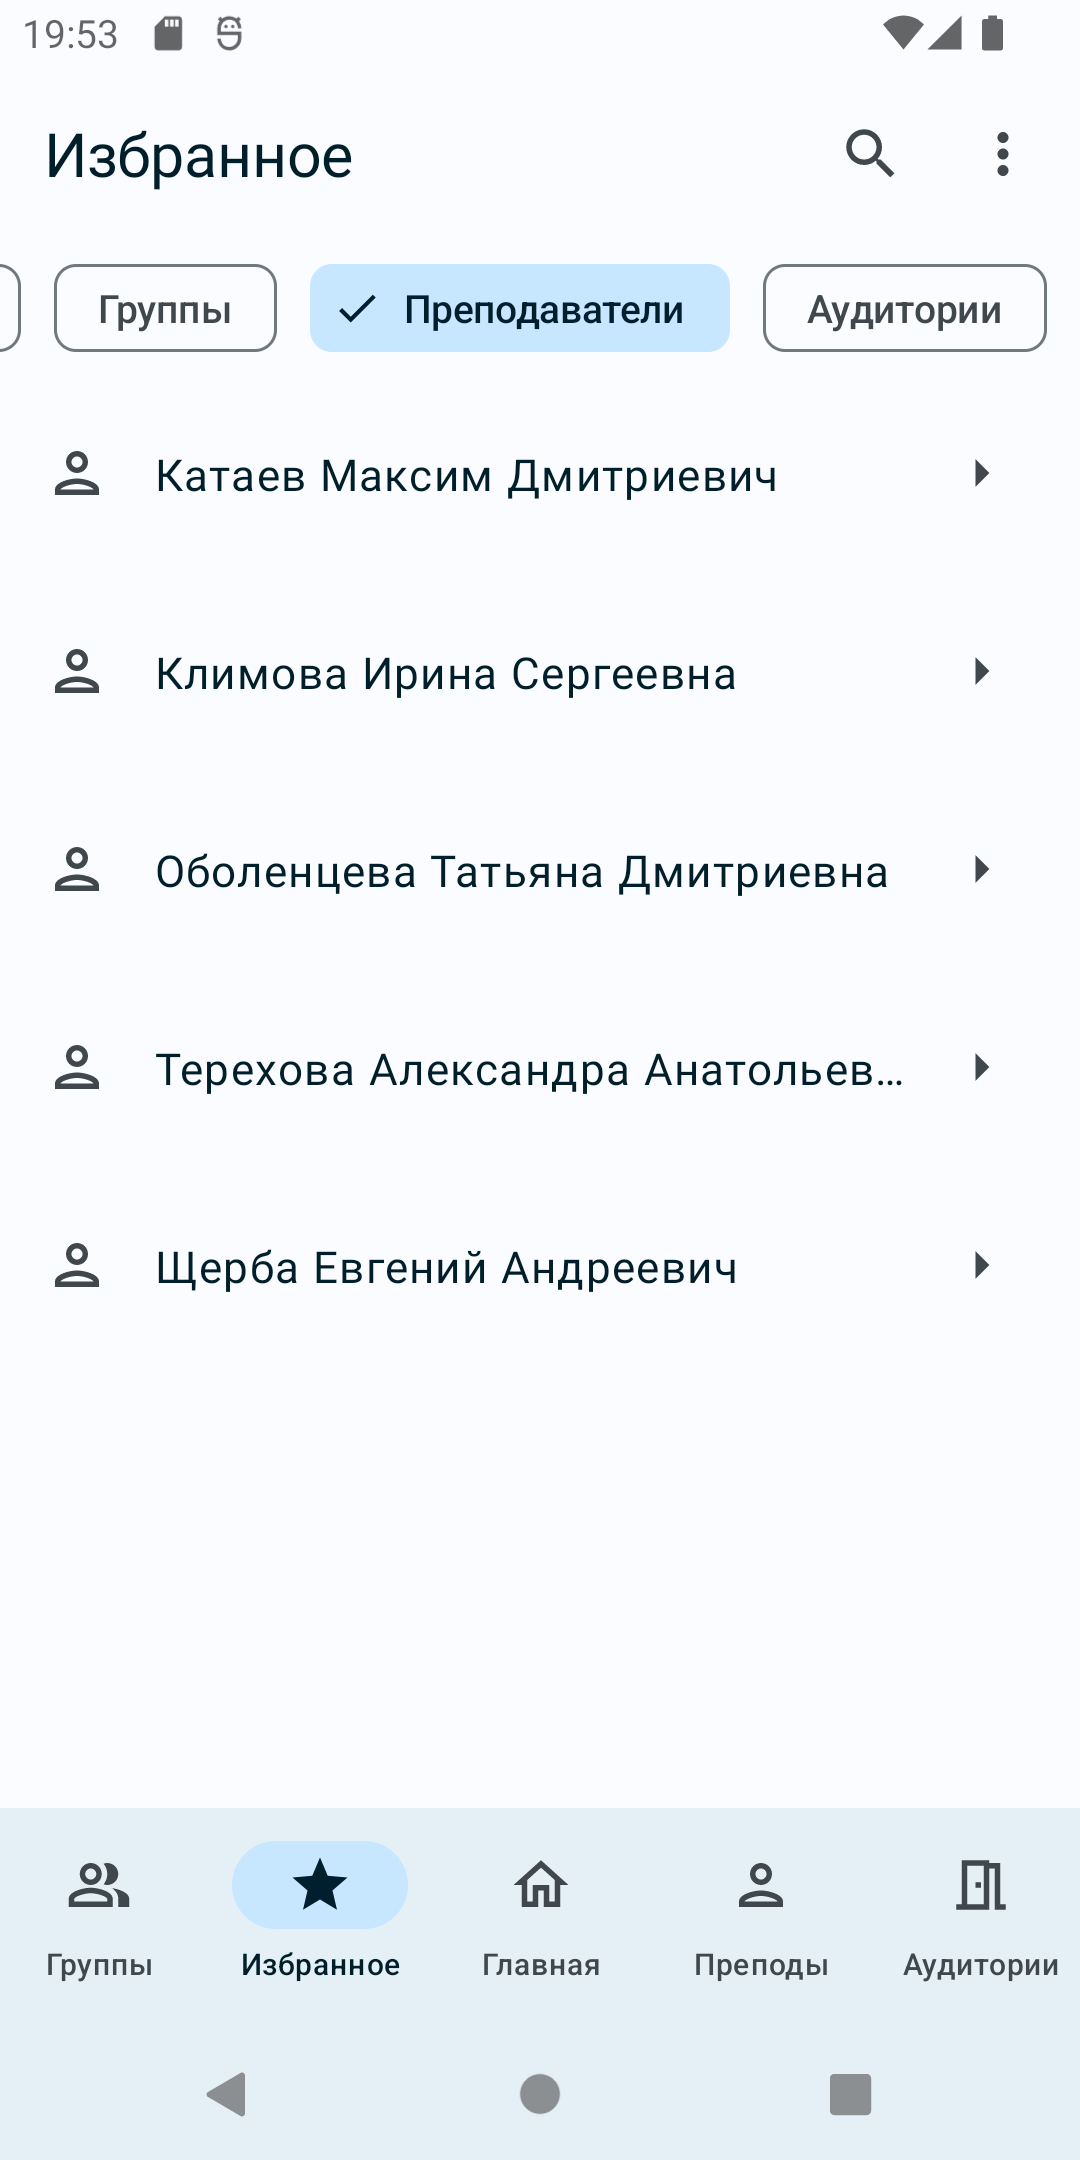 19:53
Избранное
Группы
Преподаватели
Аудитории
Катаев Максим Дмитриевич
Климова Ирина Сергеевна
Оболенцева Татьяна Дмитриевна
Терехова Александра Анатольев…
Щерба Евгений Андреевич
Группы
Избранное
Главная
Преподы
Аудитории